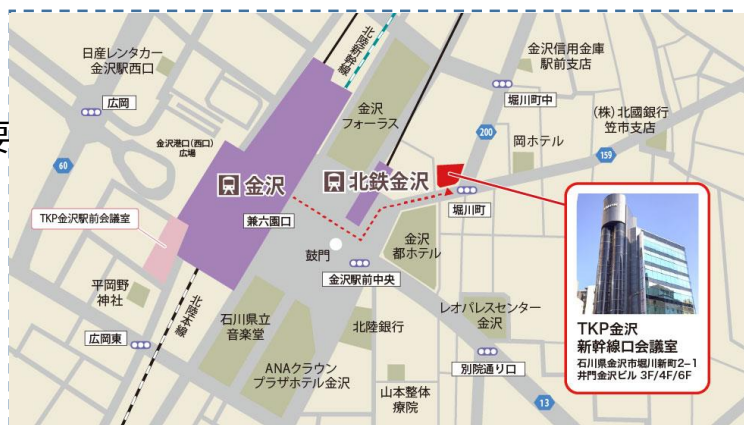 北陸新幹線
日産レンタカー
金沢駅西口
広岡
金沢港口(西口)
広場
60
金沢
フォーラス
金沢信用金庫
駅前支店
堀川町中
200
岡ホテル
(株)北國銀行
笠市支店
159
金沢
北鉄金沢
堀川町
兼六園口
TKP金沢駅前会議室
鼓門
金沢
都ホテル
金沢駅前中央
平岡野
神社
広岡東
北陸本線
石川県立
音楽堂
ANAクラウン
プラザホテル金沢
北陸銀行
山本整体
療院
レオパレスセンター
金沢
別院通り口
13
TKP金沢
新幹線口会議室
石川県金沢市堀川新町2-1
井門金沢ビル 3F/4F/6F